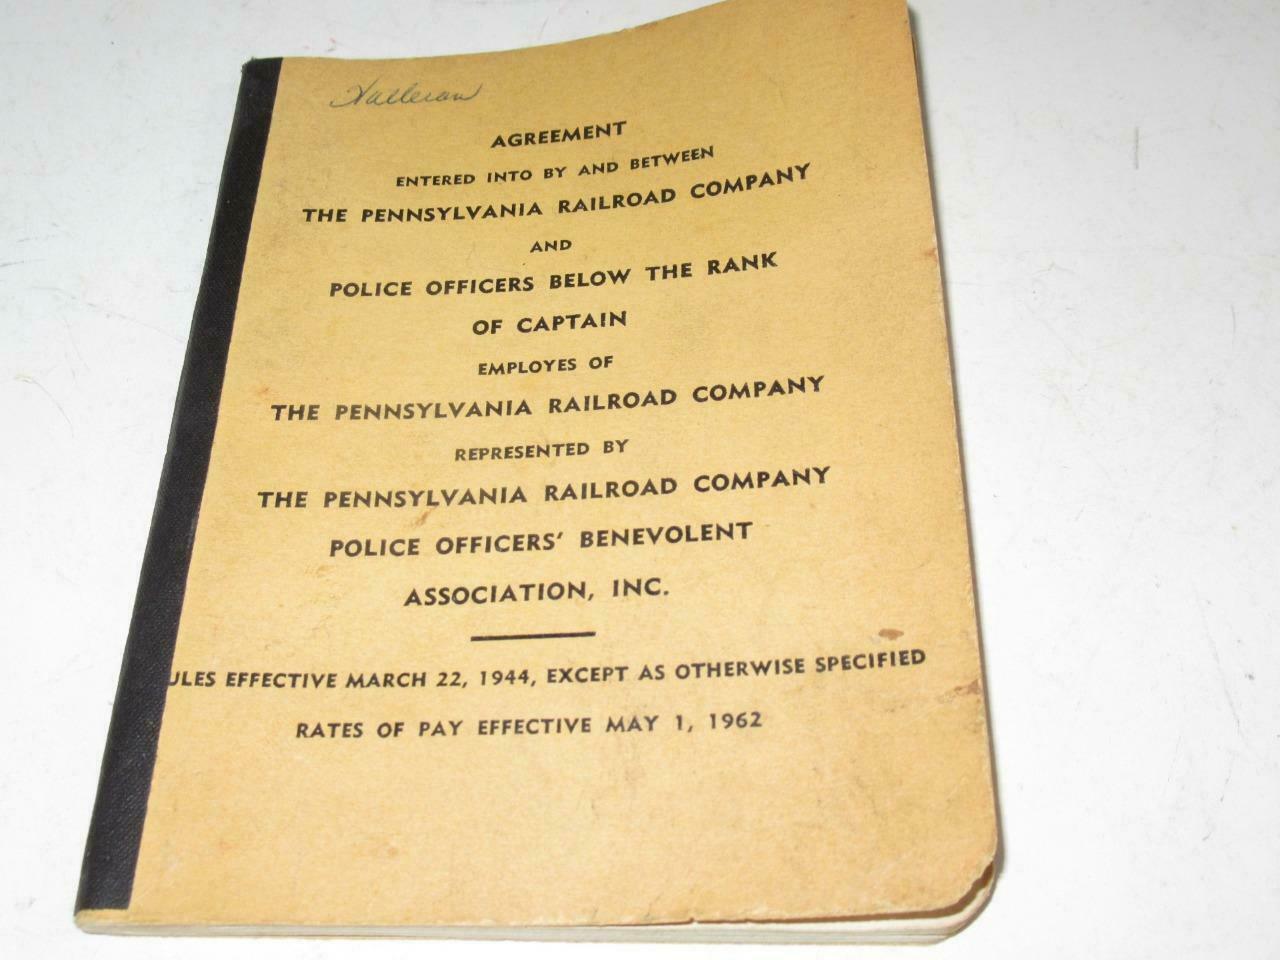 Halleran
AGREEMENT
ENTERED INTO BY AND BETWEEN
THE PENNSYLVANIA RAILROAD COMPANY
AND
POLICE OFFICERS BELOW THE RANK
OF CAPTAIN
EMPLOYES OF
THE PENNSYLVANIA RAILROAD COMPANY
REPRESENTED BY
THE PENNSYLVANIA RAILROAD COMPANY
POLICE OFFICERS' BENEVOLENT
ASSOCIATION, INC.
ULES EFFECTIVE MARCH 22, 1944, EXCEPT AS OTHERWISE SPECIFIED
RATES OF PAY EFFECTIVE MAY 1, 1962